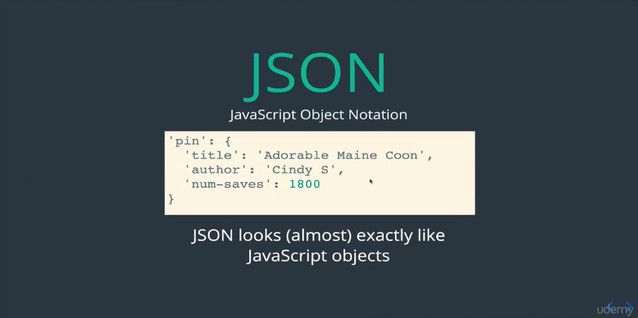 JSON
JavaScript Object Notation
'pin': {
'title': 'Adorable Maine Coon',
'author': 'Cindy S',
'num-saves': 1800
}
JSON looks (almost) exactly like
JavaScript objects
udemy